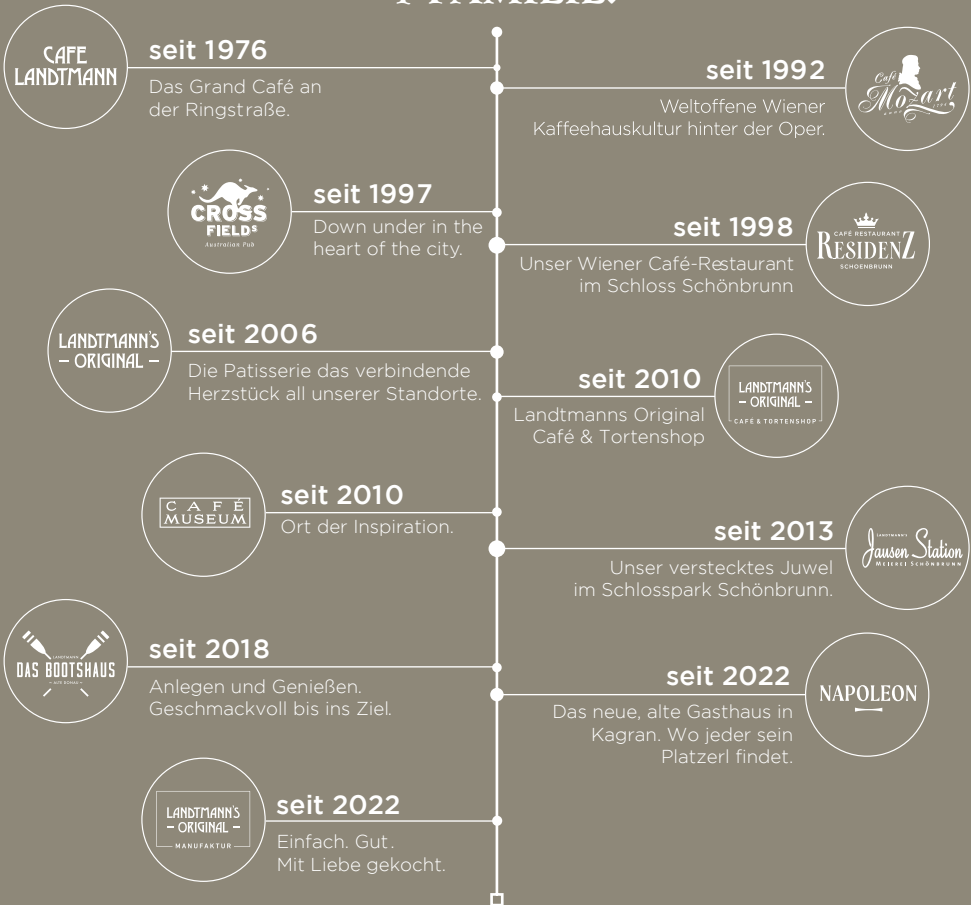 1 FAMILIE.
CAFE
LANDTMANN
seit 1976
Das Grand Café an
der Ringstraße.
seit 1992
Weltoffene Wiener
Kaffeehauskultur hinter der Oper.
Café
Mozart
CROSS
FIELDS
Australian Pub
seit 1997
Down under in the
heart of the city.
seit 1998
Unser Wiener Café-Restaurant
im Schloss Schönbrunn
CAFÉ RESTAURANT
RESIDENZ
SCHOENBRUNN
LANDTMANN'S
– ORIGINAL –
seit 2006
Die Patisserie das verbindende
Herzstück all unserer Standorte.
seit 2010
Landtmanns Original
Café & Tortenshop
LANDTMANN'S
– ORIGINAL –
CAFÉ & TORTENSHOP
CAFÉ
MUSEUM
seit 2010
Ort der Inspiration.
seit 2013
Unser verstecktes Juwel
im Schlosspark Schönbrunn.
LANDTMANN'S
Jausen Station
MEIEREI SCHÖNBRUNN
LANDTMANN
DAS BOOTSHAUS
– ALTE DONAU –
seit 2018
Anlegen und Genießen.
Geschmackvoll bis ins Ziel.
seit 2022
Das neue, alte Gasthaus in
Kagran. Wo jeder sein
Platzerl findet.
NAPOLEON
LANDTMANN'S
– ORIGINAL –
MANUFAKTUR
seit 2022
Einfach. Gut.
Mit Liebe gekocht.